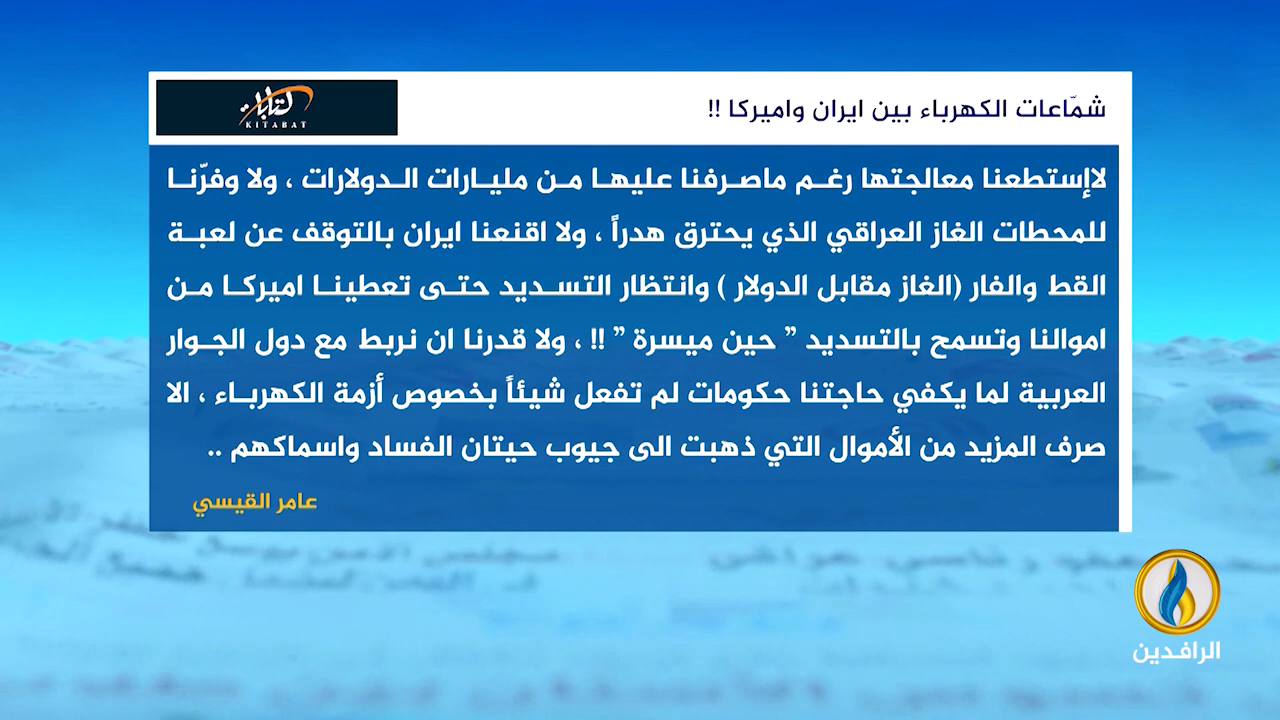 كتابات
KITABAT
شمّاعات الكهرباء بين ايران واميركا !!
لاإستطعنا معالجتها رغم ماصرفنا عليها من مليارات الدولارات ، ولا وفرّنا
للمحطات الغاز العراقي الذي يحترق هدراً ، ولا اقنعنا ايران بالتوقف عن لعبة
القط والفار (الغاز مقابل الدولار ) وانتظار التسديد حتى تعطينا اميركا من
اموالنا وتسمح بالتسديد ” حين ميسرة ” !! ، ولا قدرنا ان نربط مع دول الجوار
العربية لما يكفي حاجتنا حكومات لم تفعل شيئاً بخصوص أزمة الكهرباء ، الا
صرف المزيد من الأموال التي ذهبت الى جيوب حيتان الفساد واسماكهم ..
عامر القيسي
الرافدين